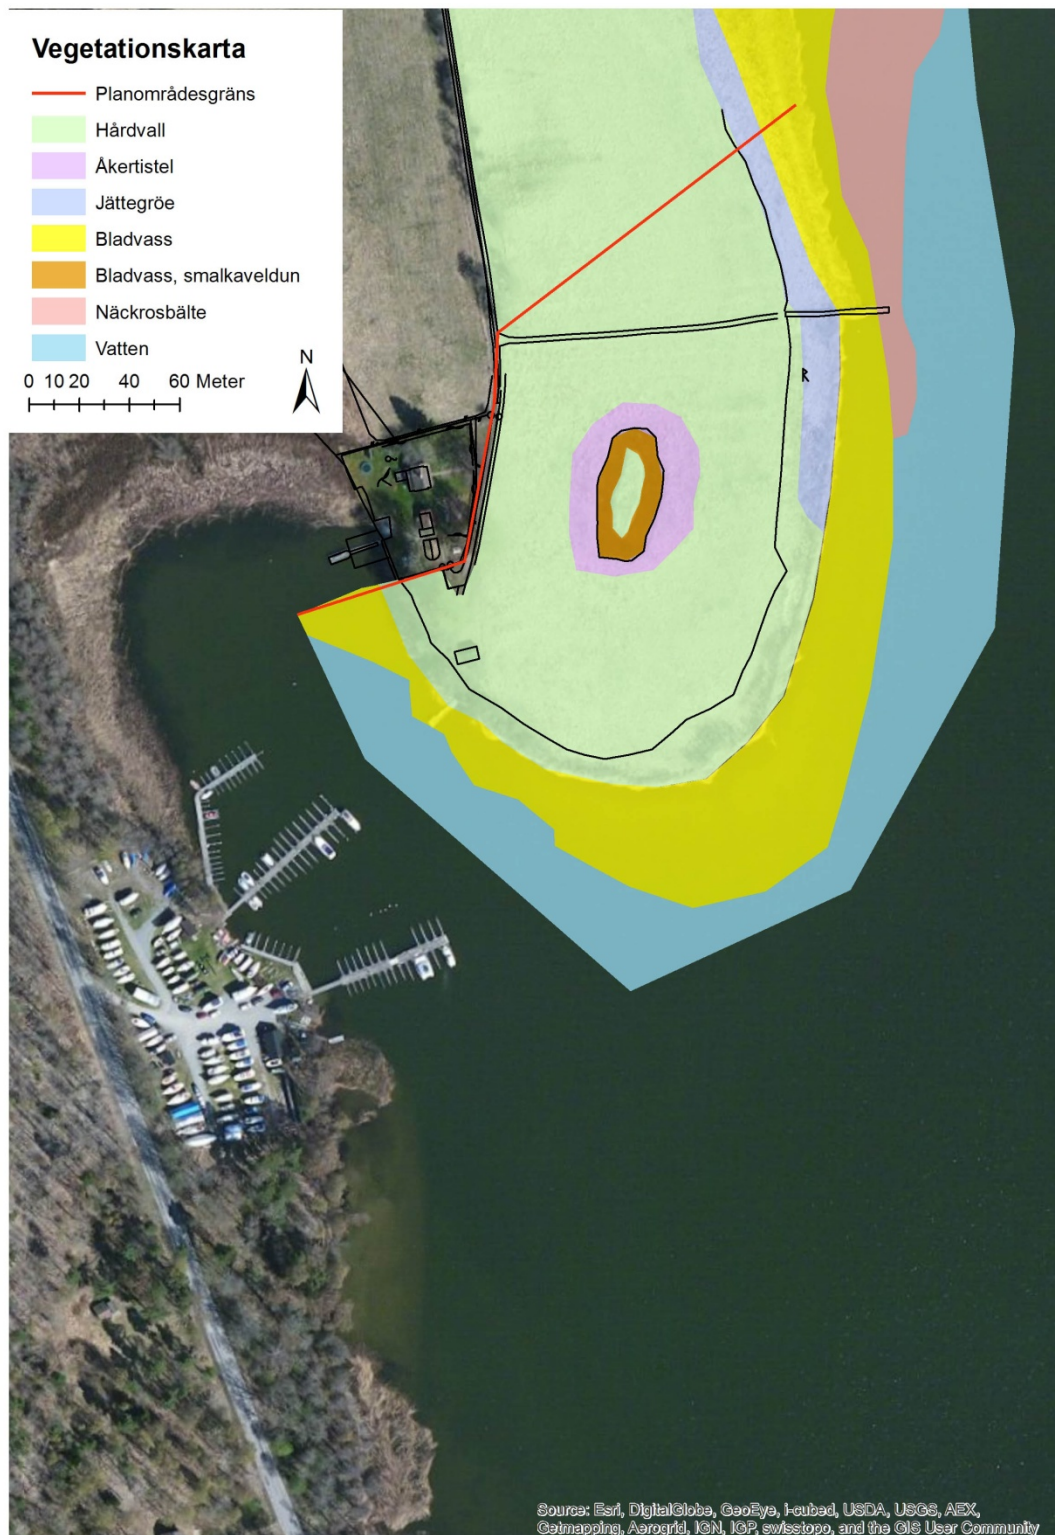 Vegetationskarta
Planområdesgräns
Hårdvall
Åkertistel
Jättegröe
Bladvass
Bladvass, smalkaveldun
Näckrosbälte
Vatten
N
0 10 20 40 60 Meter
Source: Esri, DigitalGlobe, GeoEye, i-cubed, USDA, USGS, AEX,
Getmapping, Aerogrid, IGN, IGP, swisstopo, and the GIS User Community